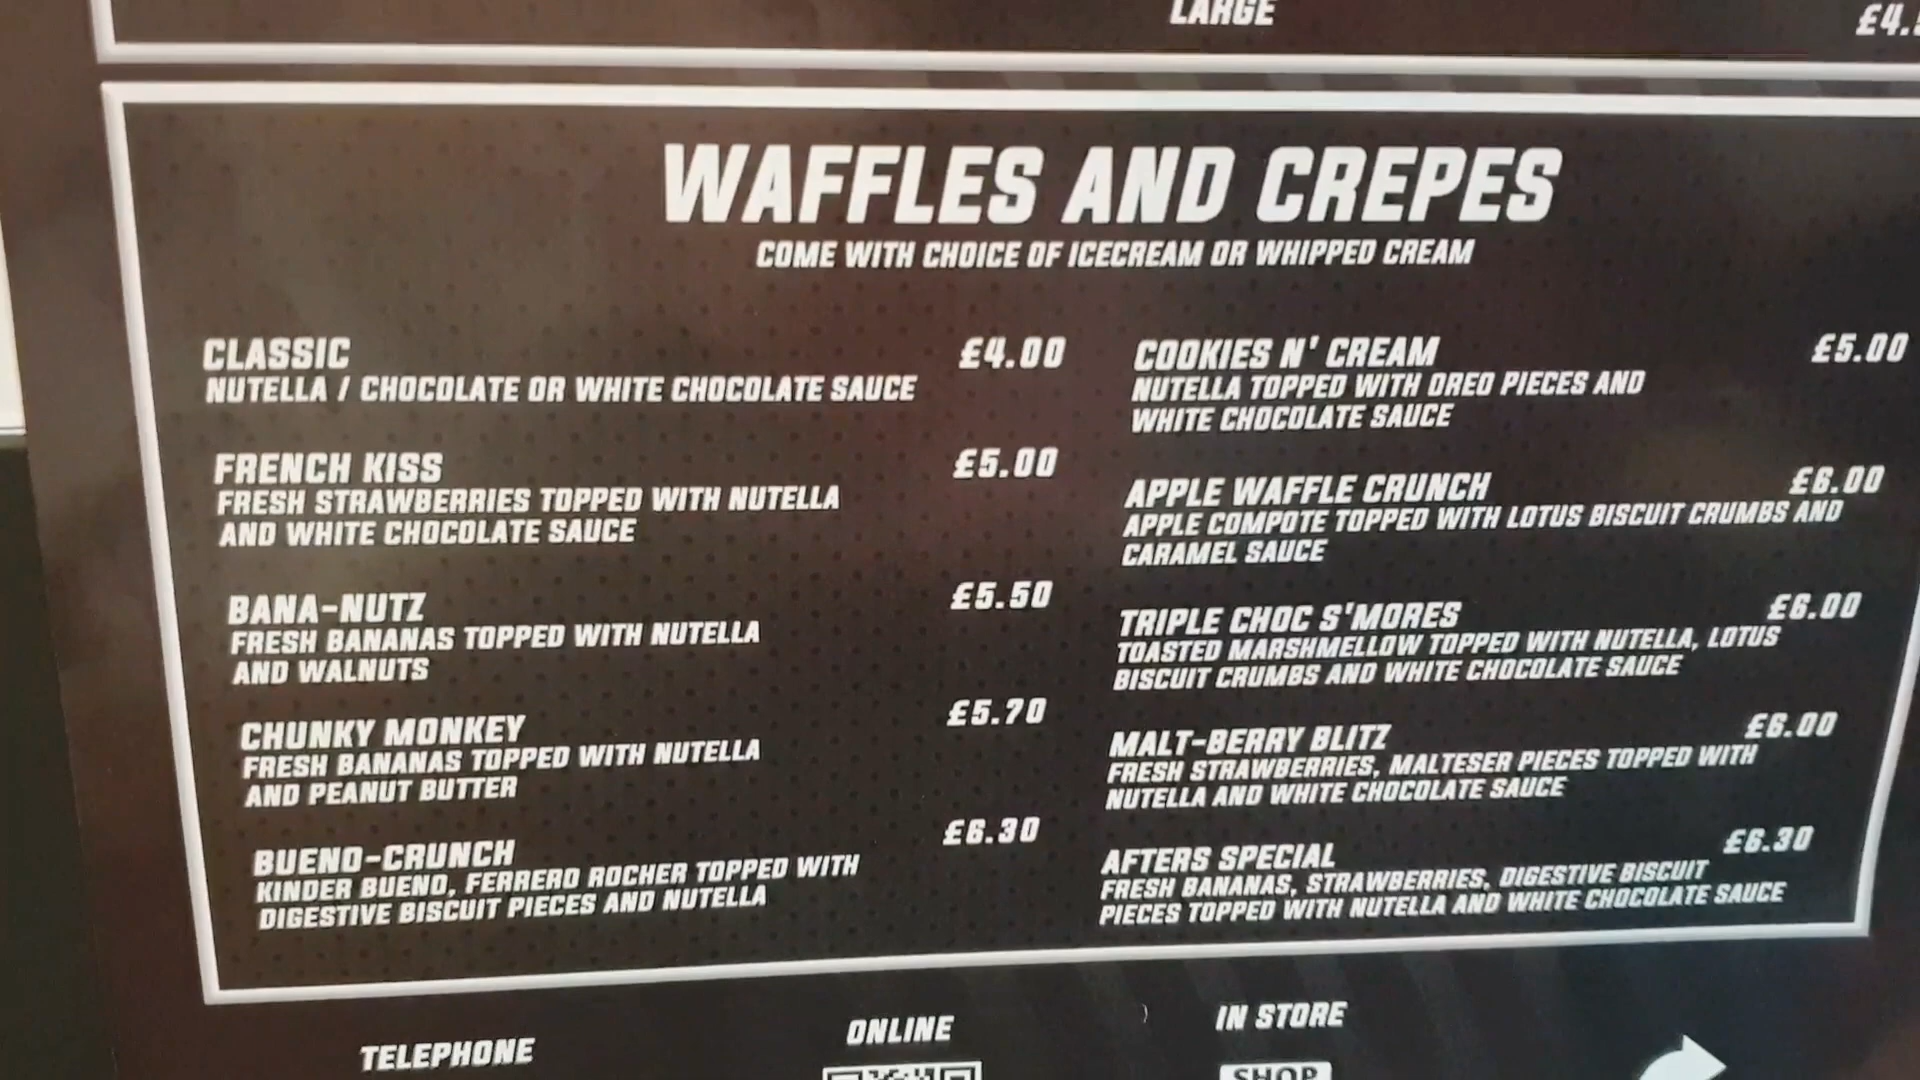 LARGE
WAFFLES AND CREPES
COME WITH CHOICE OF ICECREAM OR WHIPPED CREAM
CLASSIC £4.00
NUTELLA / CHOCOLATE OR WHITE CHOCOLATE SAUCE
FRENCH KISS £5.00
FRESH STRAWBERRIES TOPPED WITH NUTELLA
AND WHITE CHOCOLATE SAUCE
BANA-NUTZ £5.50
FRESH BANANAS TOPPED WITH NUTELLA
AND WALNUTS
CHUNKY MONKEY £5.70
FRESH BANANAS TOPPED WITH NUTELLA
AND PEANUT BUTTER
BUENO-CRUNCH £6.30
KINDER BUENO, FERRERO ROCHER TOPPED WITH
DIGESTIVE BISCUIT PIECES AND NUTELLA
COOKIES N' CREAM £5.00
NUTELLA TOPPED WITH OREO PIECES AND
WHITE CHOCOLATE SAUCE
APPLE WAFFLE CRUNCH £6.00
APPLE COMPOTE TOPPED WITH LOTUS BISCUIT CRUMBS AND
CARAMEL SAUCE
TRIPLE CHOC S'MORES £6.00
TOASTED MARSHMELLOW TOPPED WITH NUTELLA, LOTUS
BISCUIT CRUMBS AND WHITE CHOCOLATE SAUCE
MALT-BERRY BLITZ £6.00
FRESH STRAWBERRIES, MALTESER PIECES TOPPED WITH
NUTELLA AND WHITE CHOCOLATE SAUCE
AFTERS SPECIAL £6.30
FRESH BANANAS, STRAWBERRIES, DIGESTIVE BISCUIT
PIECES TOPPED WITH NUTELLA AND WHITE CHOCOLATE SAUCE
TELEPHONE
ONLINE
IN STORE
SHOP